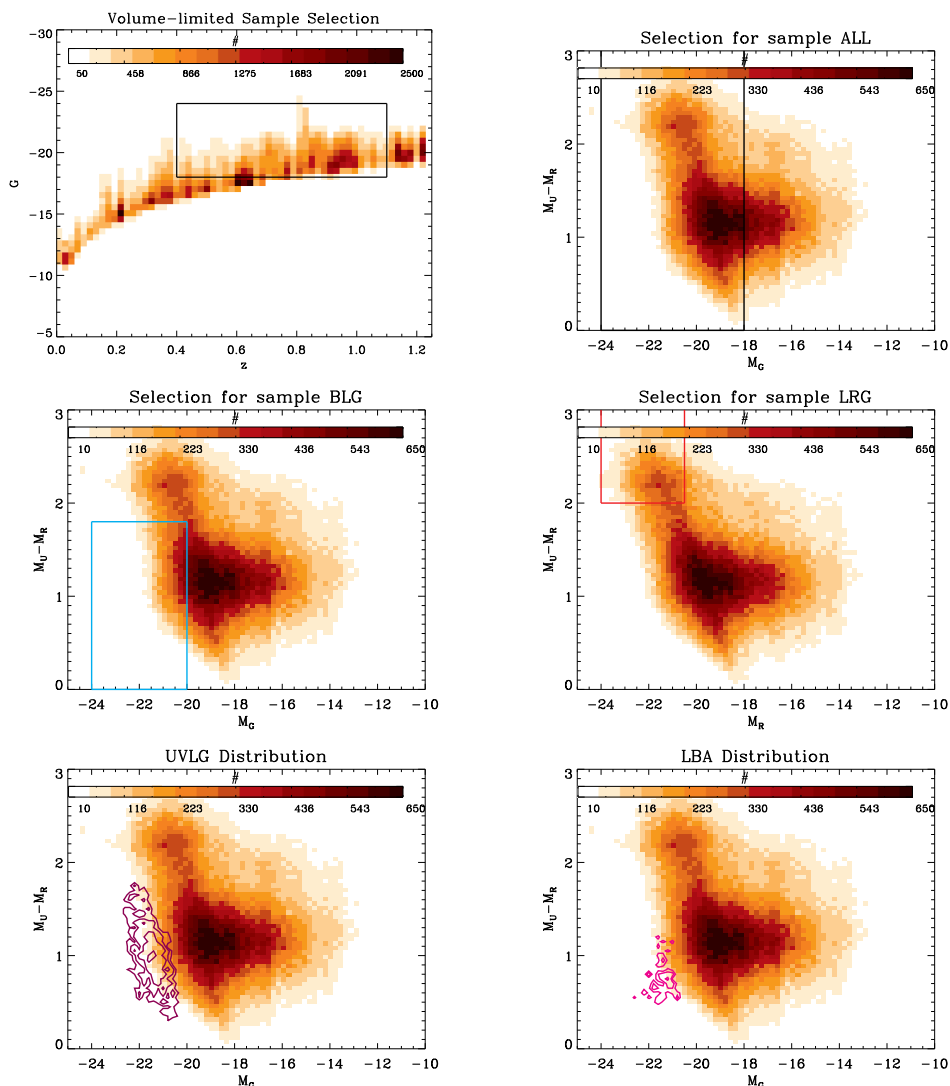 Volume-limited Sample Selection
-30
#
50 458 866 1275 1683 2091 2500
-25
-20
G
-15
-10
-5
0.0 0.2 0.4 0.6 0.8 1.0 1.2
z
Selection for sample ALL
3
#
10 116 223 330 436 543 650
2
M_U-M_R
1
0
-24 -22 -20 -18 -16 -14 -12 -10
M_G
Selection for sample BLG
3
#
10 116 223 330 436 543 650
2
M_U-M_R
1
0
-24 -22 -20 -18 -16 -14 -12 -10
M_G
Selection for sample LRG
3
#
10 116 223 330 436 543 650
2
M_U-M_R
1
0
-24 -22 -20 -18 -16 -14 -12 -10
M_R
UVLG Distribution
3
#
10 116 223 330 436 543 650
2
M_U-M_R
1
0
-24 -22 -20 -18 -16 -14 -12 -10
M_G
LBA Distribution
3
#
10 116 223 330 436 543 650
2
M_U-M_R
1
0
-24 -22 -20 -18 -16 -14 -12 -10
M_G